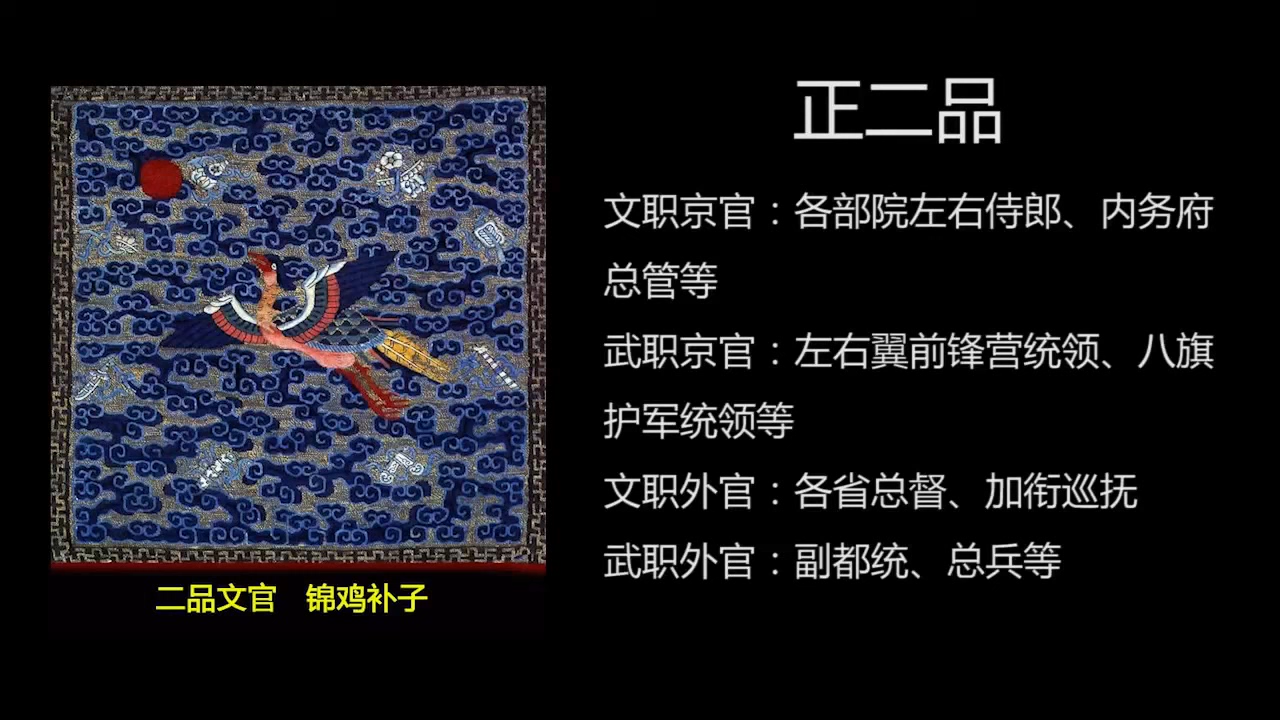 正二品
文职京官：各部院左右侍郎、内务府
总管等
武职京官：左右翼前锋营统领、八旗
护军统领等
文职外官：各省总督、加衔巡抚
武职外官：副都统、总兵等
二品文官　锦鸡补子